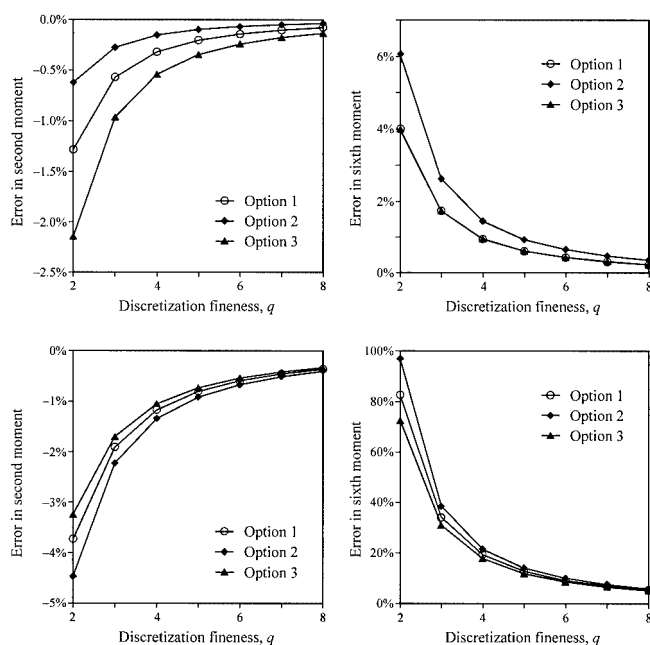 0.0%
−0.5%
−1.0%
−1.5%
−2.0%
−2.5%
Error in second moment
Option 1
Option 2
Option 3
2 3 4 5 6 7 8
Discretization fineness, q
6%
4%
2%
0%
Error in sixth moment
Option 1
Option 2
Option 3
2 3 4 5 6 7 8
Discretization fineness, q
0%
−1%
−2%
−3%
−4%
−5%
Error in second moment
Option 1
Option 2
Option 3
2 4 6 8
Discretization fineness, q
100%
80%
60%
40%
20%
0%
Error in sixth moment
Option 1
Option 2
Option 3
2 3 4 5 6 7 8
Discretization fineness, q